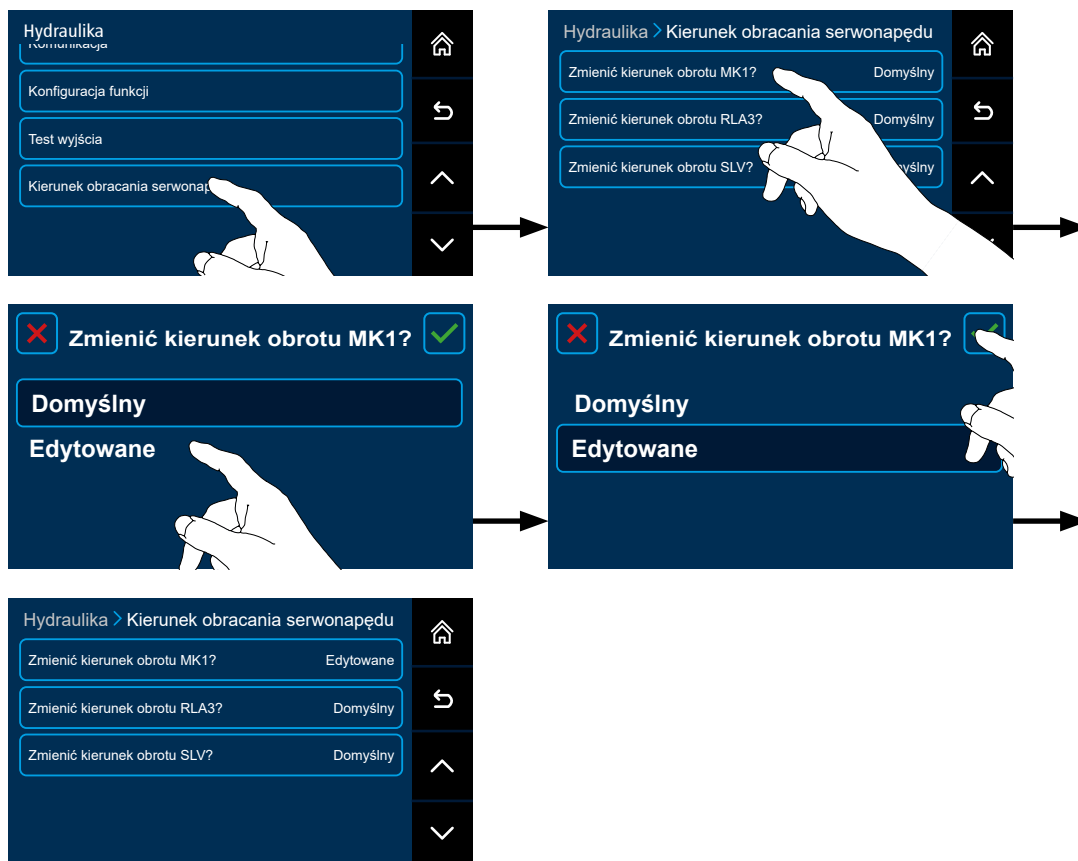 Hydraulika
Komunikacja
Konfiguracja funkcji
Test wyjścia
Kierunek obracania serwonap
Hydraulika > Kierunek obracania serwonapędu
Zmienić kierunek obrotu MK1? Domyślny
Zmienić kierunek obrotu RLA3? Domyślny
Zmienić kierunek obrotu SLV? yślny
Zmienić kierunek obrotu MK1?
Domyślny
Edytowane
Zmienić kierunek obrotu MK1?
Domyślny
Edytowane
Hydraulika > Kierunek obracania serwonapędu
Zmienić kierunek obrotu MK1? Edytowane
Zmienić kierunek obrotu RLA3? Domyślny
Zmienić kierunek obrotu SLV? Domyślny